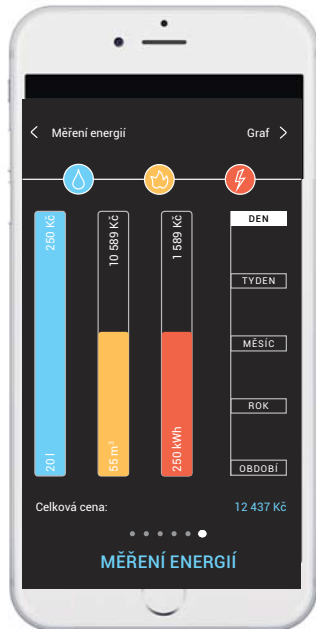 Měření energií
Graf
250 Kč
10 589 Kč
1 589 Kč
20 l
55 m³
250 kWh
DEN
TYDEN
MĚSÍC
ROK
OBDOBÍ
Celková cena:
12 437 Kč
MĚŘENÍ ENERGIÍ